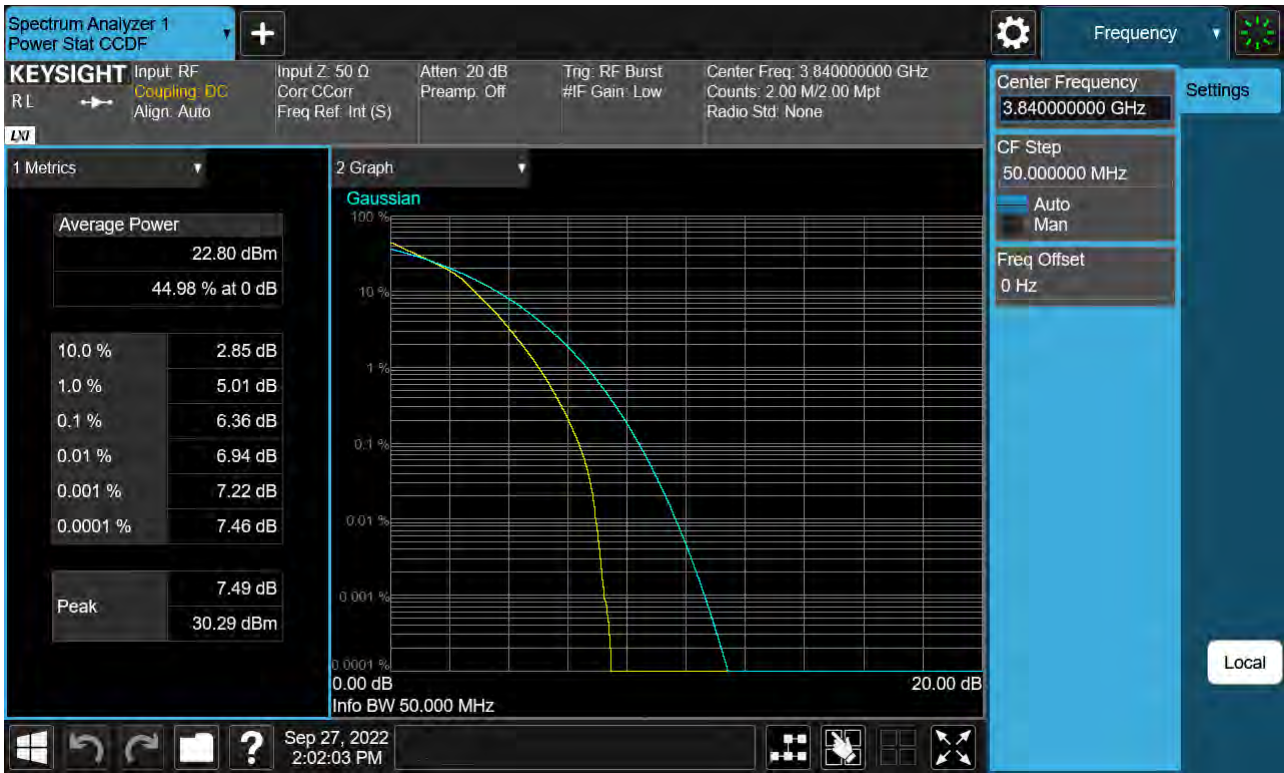 Spectrum Analyzer 1
Power Stat CCDF
+
Frequency
KEYSIGHT
RL
LXI
Input: RF
Coupling: DC
Align: Auto
Input Z: 50 Ω
Corr CCorr
Freq Ref: Int (S)
Atten: 20 dB
Preamp: Off
Trig: RF Burst
#IF Gain: Low
Center Freq: 3.840000000 GHz
Counts: 2.00 M/2.00 Mpt
Radio Std: None
Center Frequency
3.840000000 GHz
Settings
CF Step
50.000000 MHz
Auto
Man
Freq Offset
0 Hz
Local
1 Metrics
Average Power
22.80 dBm
44.98 % at 0 dB
10.0 % 2.85 dB
1.0 % 5.01 dB
0.1 % 6.36 dB
0.01 % 6.94 dB
0.001 % 7.22 dB
0.0001 % 7.46 dB
Peak
7.49 dB
30.29 dBm
2 Graph
Gaussian
100 %
10 %
1 %
0.1 %
0.01 %
0.001 %
0.0001 %
0.00 dB 20.00 dB
Info BW 50.000 MHz
?
Sep 27, 2022
2:02:03 PM